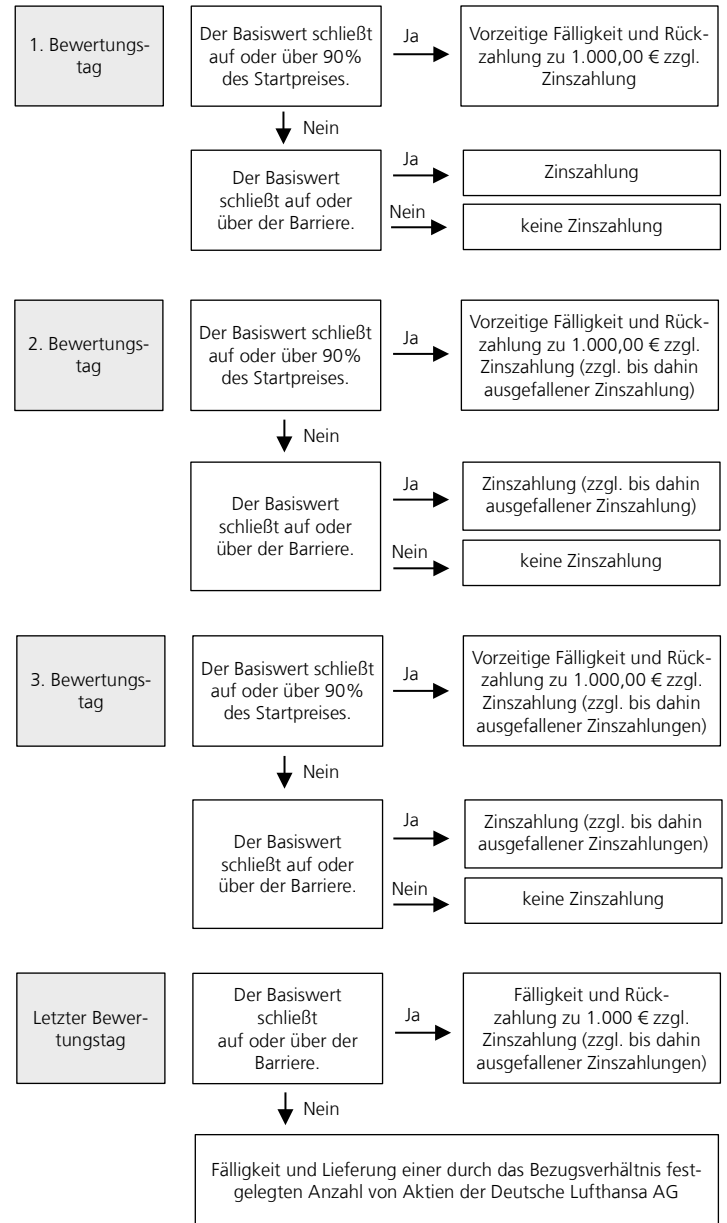 1. Bewertungs-
tag
Der Basiswert schließt
auf oder über 90%
des Startpreises.
Ja
Vorzeitige Fälligkeit und Rück-
zahlung zu 1.000,00 € zzgl.
Zinszahlung
Nein
Der Basiswert
schließt auf oder
über der Barriere.
Ja
Zinszahlung
Nein
keine Zinszahlung
2. Bewertungs-
tag
Der Basiswert schließt
auf oder über 90%
des Startpreises.
Ja
Vorzeitige Fälligkeit und Rück-
zahlung zu 1.000,00 € zzgl.
Zinszahlung (zzgl. bis dahin
ausgefallener Zinszahlung)
Nein
Der Basiswert
schließt auf oder
über der Barriere.
Ja
Zinszahlung (zzgl. bis dahin
ausgefallener Zinszahlung)
Nein
keine Zinszahlung
3. Bewertungs-
tag
Der Basiswert schließt
auf oder über 90%
des Startpreises.
Ja
Vorzeitige Fälligkeit und Rück-
zahlung zu 1.000,00 € zzgl.
Zinszahlung (zzgl. bis dahin
ausgefallener Zinszahlungen)
Nein
Der Basiswert
schließt auf oder
über der Barriere.
Ja
Zinszahlung (zzgl. bis dahin
ausgefallener Zinszahlungen)
Nein
keine Zinszahlung
Letzter Bewer-
tungstag
Der Basiswert
schließt
auf oder über der
Barriere.
Ja
Fälligkeit und Rück-
zahlung zu 1.000 € zzgl.
Zinszahlung (zzgl. bis dahin
ausgefallener Zinszahlungen)
Nein
Fälligkeit und Lieferung einer durch das Bezugsverhältnis fest-
gelegten Anzahl von Aktien der Deutsche Lufthansa AG